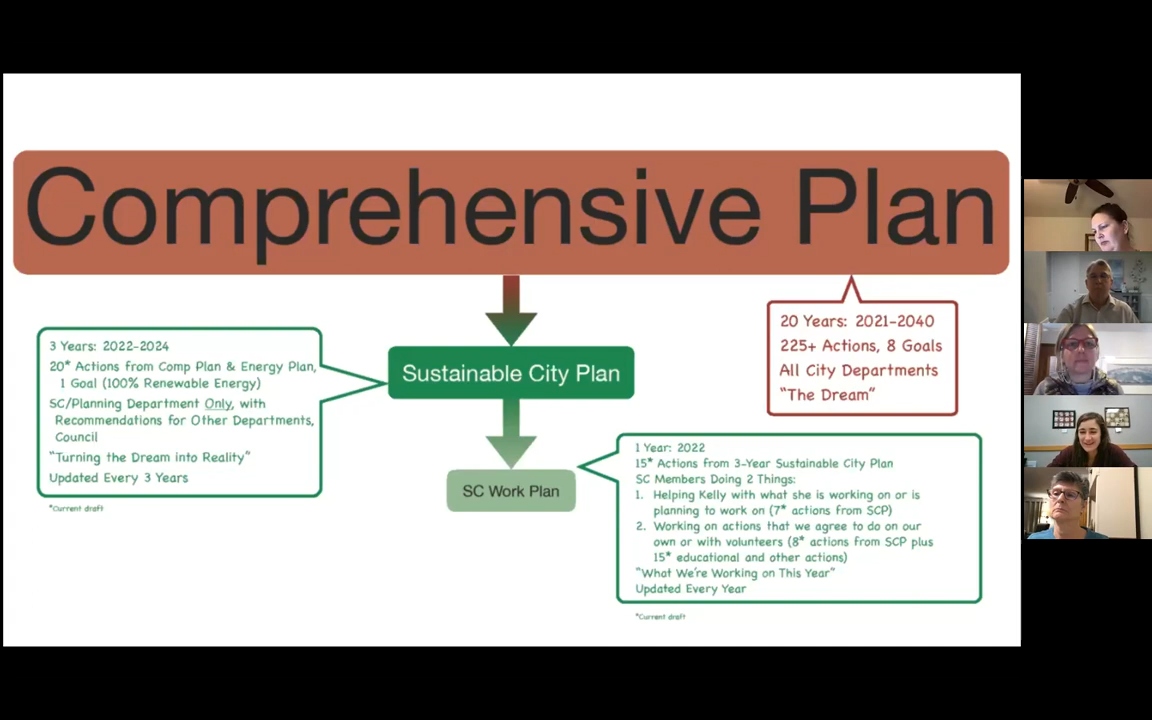 Comprehensive Plan
3 Years: 2022-2024
20* Actions from Comp Plan & Energy Plan,
1 Goal (100% Renewable Energy)
SC/Planning Department Only, with
Recommendations for Other Departments,
Council
"Turning the Dream into Reality"
Updated Every 3 Years
*Current draft
Sustainable City Plan
SC Work Plan
20 Years: 2021-2040
225+ Actions, 8 Goals
All City Departments
"The Dream"
1 Year: 2022
15* Actions from 3-Year Sustainable City Plan
SC Members Doing 2 Things:
1. Helping Kelly with what she is working on or is
planning to work on (7* actions from SCP)
2. Working on actions that we agree to do on our
own or with volunteers (8* actions from SCP plus
15* educational and other actions)
"What We're Working on This Year"
Updated Every Year
*Current draft